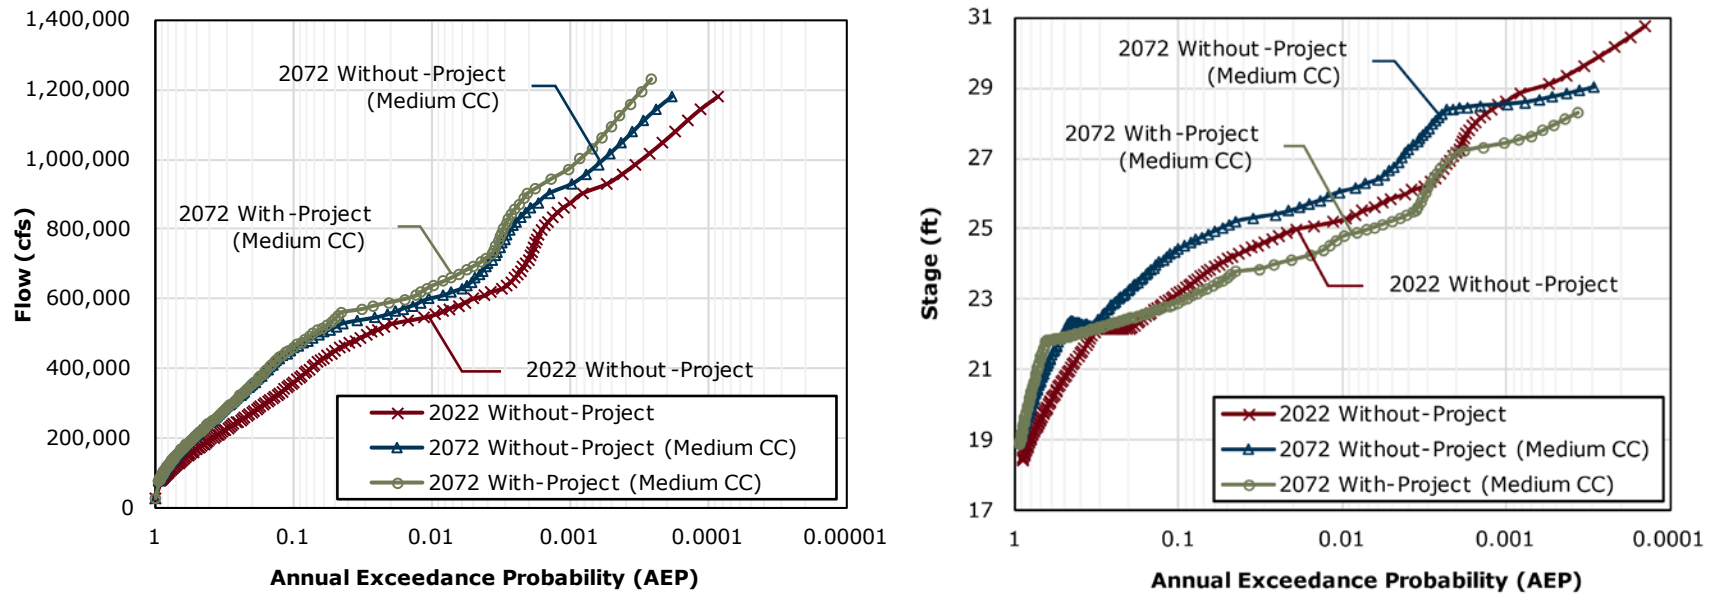 1,400,000
1,200,000
1,000,000
800,000
600,000
400,000
200,000
0
Flow (cfs)
2072 Without-Project
(Medium CC)
2072 With-Project
(Medium CC)
2022 Without-Project
2022 Without-Project
2072 Without-Project (Medium CC)
2072 With-Project (Medium CC)
1 0.1 0.01 0.001 0.0001 0.00001
Annual Exceedance Probability (AEP)
31
29
27
25
23
21
19
17
Stage (ft)
2072 Without-Project
(Medium CC)
2072 With-Project
(Medium CC)
2022 Without-Project
2022 Without-Project
2072 Without-Project (Medium CC)
2072 With-Project (Medium CC)
1 0.1 0.01 0.001 0.0001
Annual Exceedance Probability (AEP)